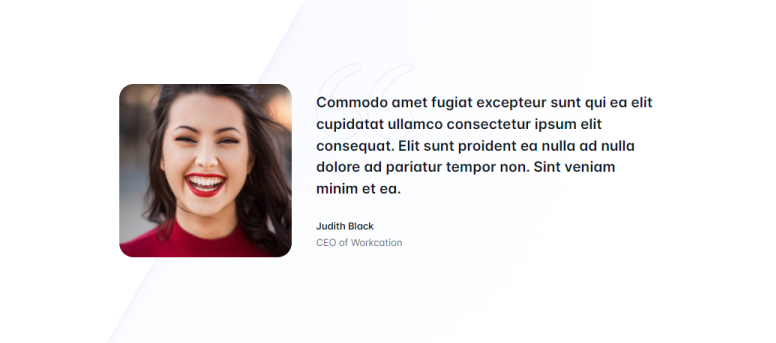 Commodo amet fugiat excepteur sunt qui ea elit
cupidatat ullamco consectetur ipsum elit
consequat. Elit sunt proident ea nulla ad nulla
dolore ad pariatur tempor non. Sint veniam
minim et ea.
Judith Black
CEO of Workcation